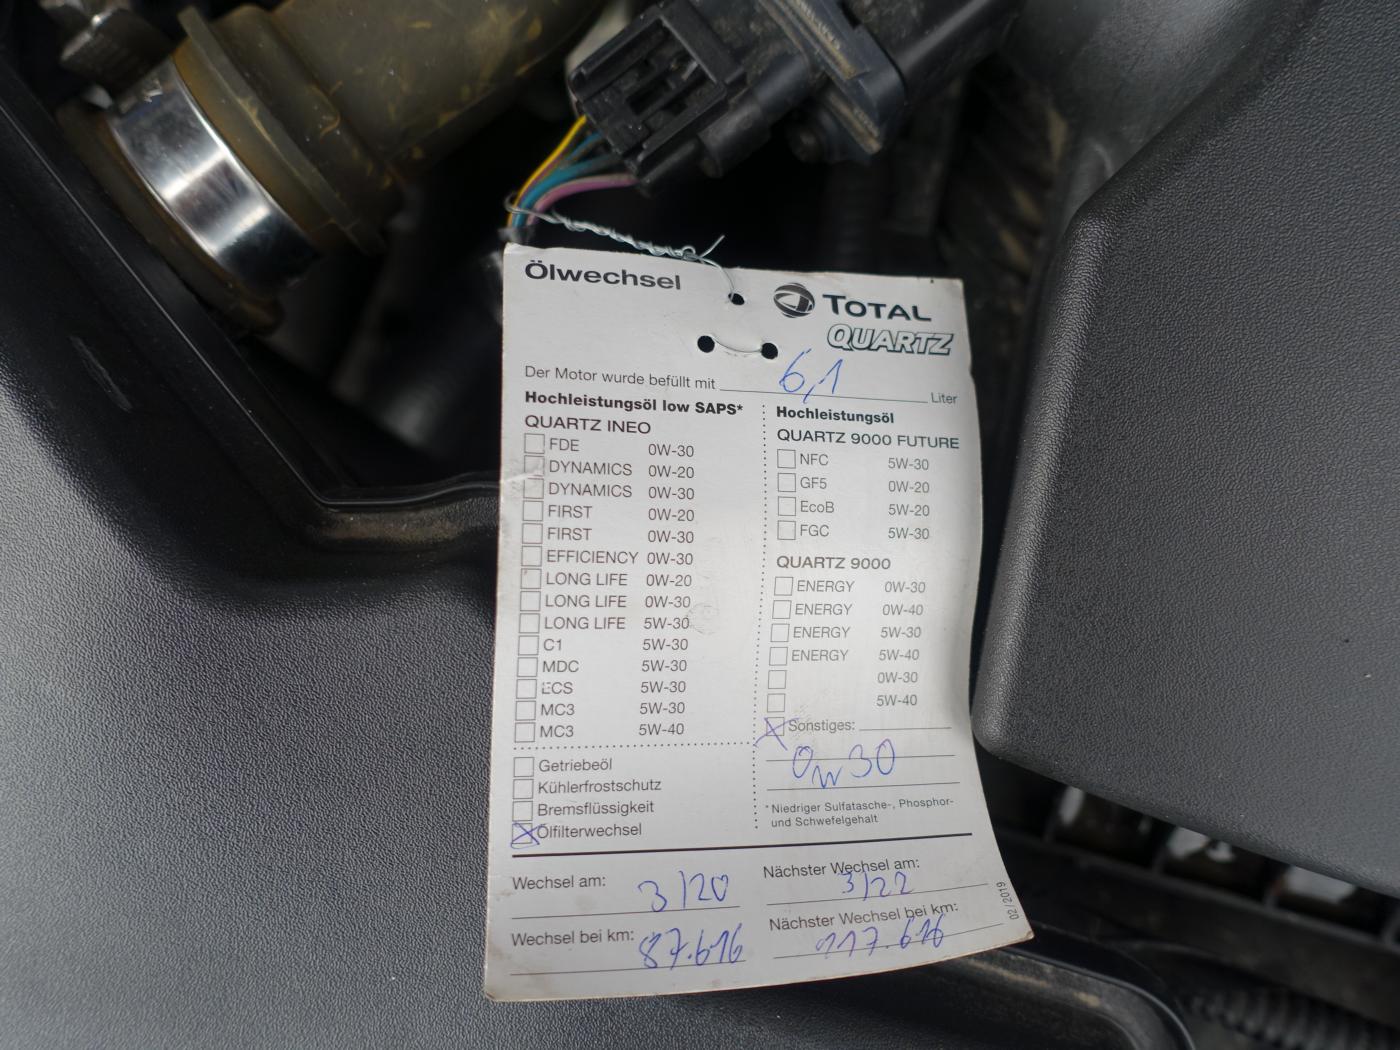 Ölwechsel
TOTAL
QUARTZ
Der Motor wurde befüllt mit 6,1 Liter
Hochleistungsöl low SAPS*
QUARTZ INEO
FDE 0W-30
DYNAMICS 0W-20
DYNAMICS 0W-30
FIRST 0W-20
FIRST 0W-30
EFFICIENCY 0W-30
LONG LIFE 0W-20
LONG LIFE 0W-30
LONG LIFE 5W-30
C1 5W-30
MDC 5W-30
ECS 5W-30
MC3 5W-30
MC3 5W-40
Getriebeöl
Kühlerfrostschutz
Bremsflüssigkeit
Ölfilterwechsel
Hochleistungsöl
QUARTZ 9000 FUTURE
NFC 5W-30
GF5 0W-20
EcoB 5W-20
FGC 5W-30
QUARTZ 9000
ENERGY 0W-30
ENERGY 0W-40
ENERGY 5W-30
ENERGY 5W-40
0W-30
5W-40
Sonstiges:
0w30
* Niedriger Sulfatasche-, Phosphor-
und Schwefelgehalt
Wechsel am: 3/20
Wechsel bei km: 87.616
Nächster Wechsel am:
3/22
Nächster Wechsel bei km:
117.616
02/2019